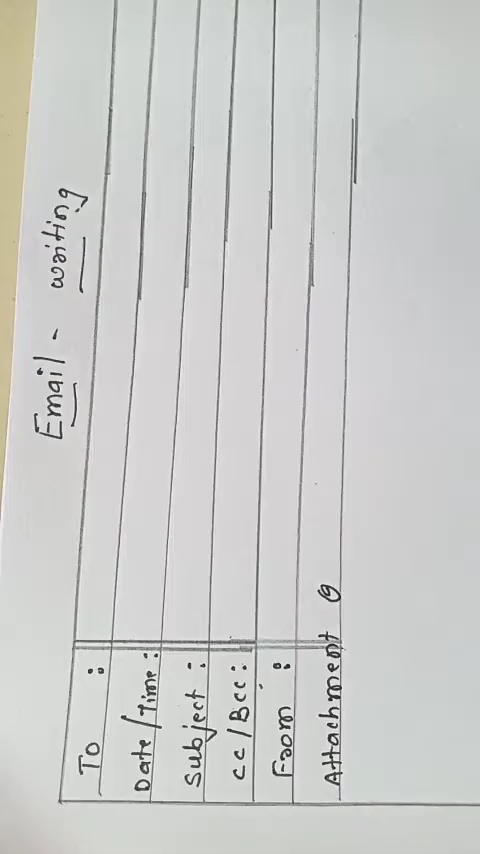 Email - writing
To :
Date/Time :
Subject :
cc/Bcc :
From :
Attachment